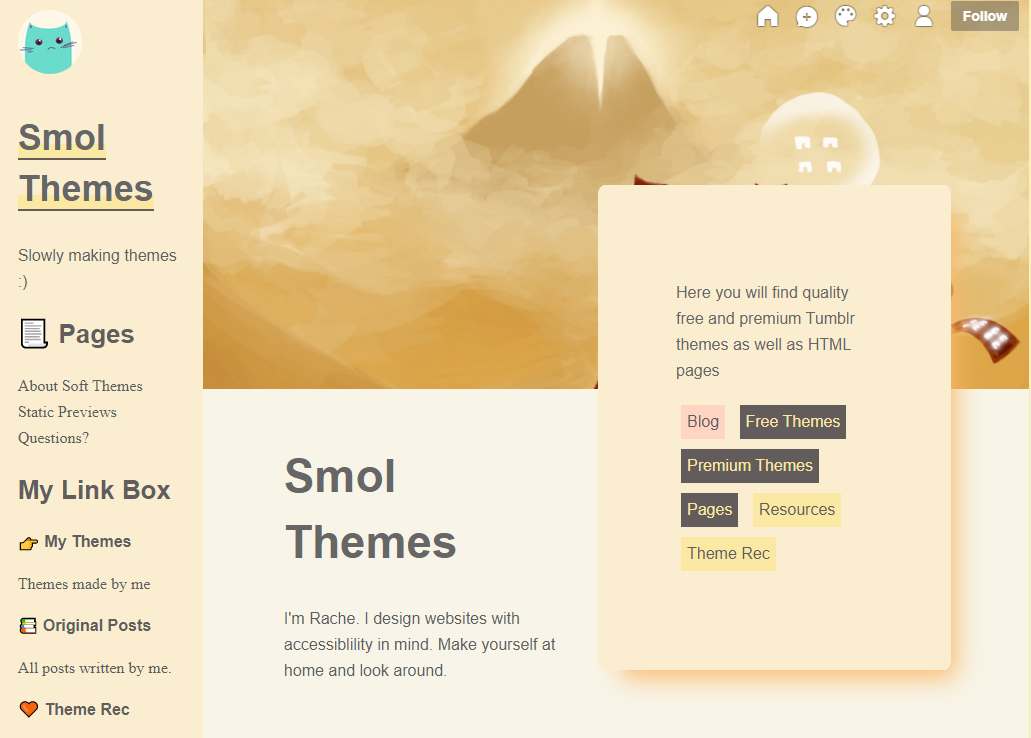 Follow
Smol
Themes
Slowly making themes
:)
Pages
About Soft Themes
Static Previews
Questions?
My Link Box
My Themes
Themes made by me
Original Posts
All posts written by me.
Theme Rec
Smol
Themes
I'm Rache. I design websites with
accessiblility in mind. Make yourself at
home and look around.
Here you will find quality
free and premium Tumblr
themes as well as HTML
pages
Blog Free Themes
Premium Themes
Pages Resources
Theme Rec